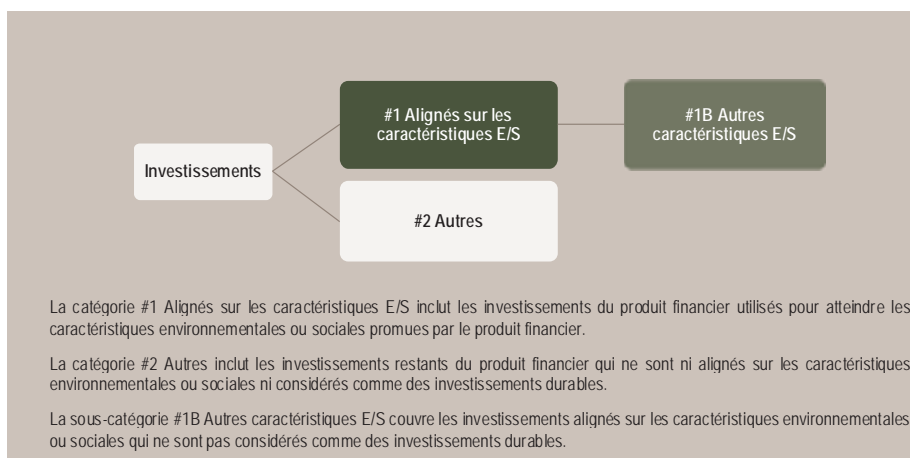 #1 Alignés sur les
caractéristiques E/S
#1B Autres
caractéristiques E/S
Investissements
#2 Autres
La catégorie #1 Alignés sur les caractéristiques E/S inclut les investissements du produit financier utilisés pour atteindre les
caractéristiques environnementales ou sociales promues par le produit financier.
La catégorie #2 Autres inclut les investissements restants du produit financier qui ne sont ni alignés sur les caractéristiques
environnementales ou sociales ni considérés comme des investissements durables.
La sous-catégorie #1B Autres caractéristiques E/S couvre les investissements alignés sur les caractéristiques environnementales
ou sociales qui ne sont pas considérés comme des investissements durables.